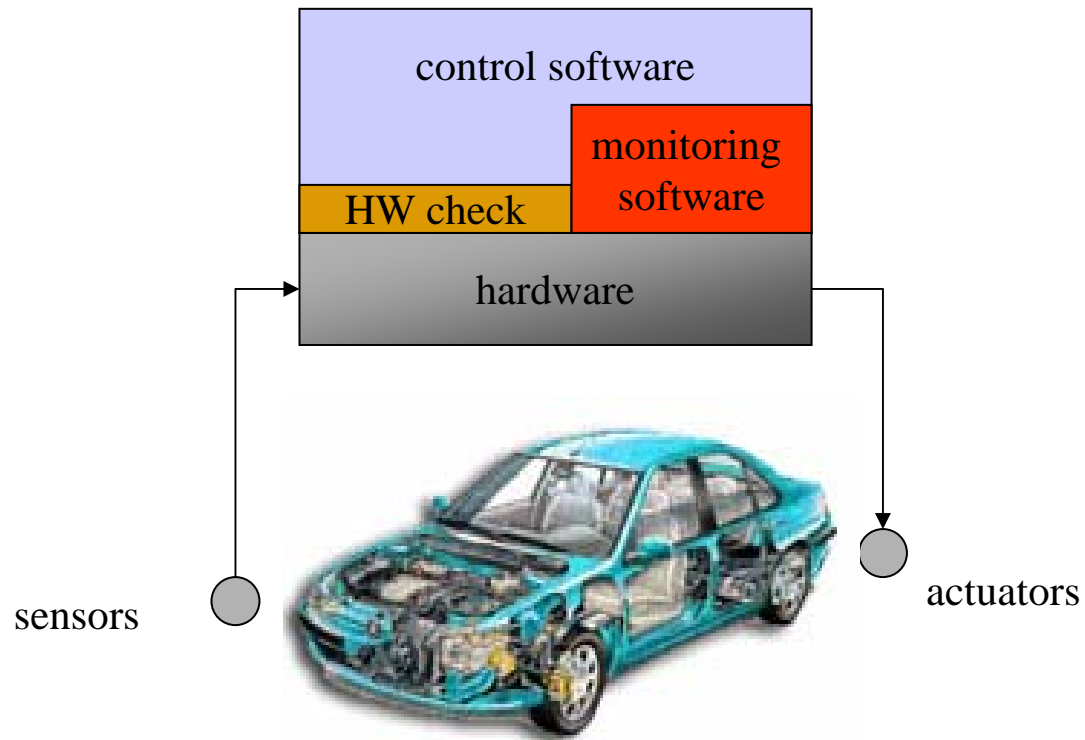 control software
monitoring
software
HW check
hardware
sensors
actuators